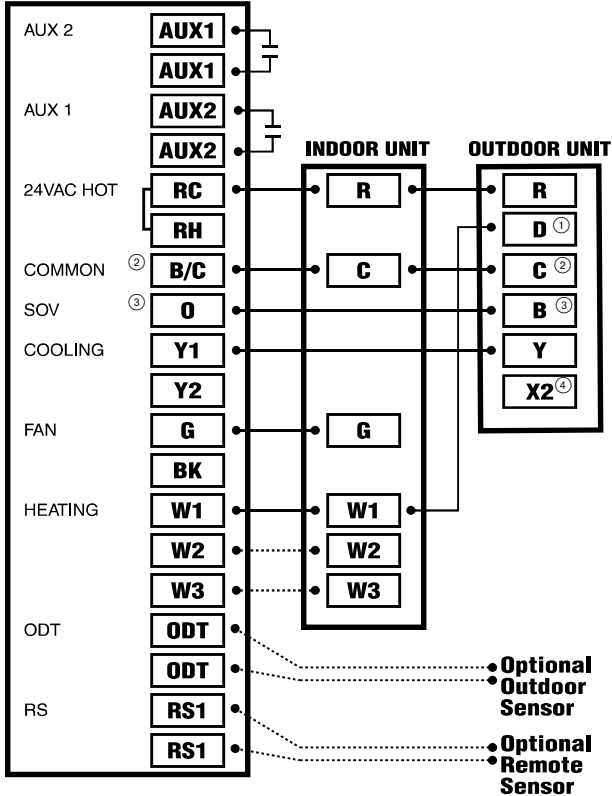 AUX 2 AUX1
AUX1
AUX 1 AUX2
AUX2
INDOOR UNIT OUTDOOR UNIT
24VAC HOT RC R R
RH D ①
COMMON ② B/C C C ②
SOV ③ O B ③
COOLING Y1 Y
Y2 X2 ④
FAN G G
BK
HEATING W1 W1
W2 W2
W3 W3
ODT ODT
ODT Optional
Outdoor
Sensor
RS RS1
RS1 Optional
Remote
Sensor